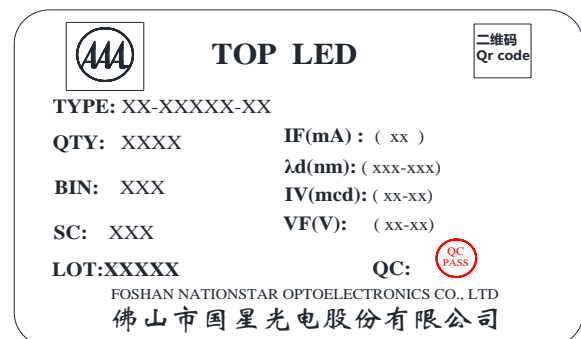 AAA
TOP LED
二维码
Qr code
TYPE: XX-XXXXX-XX
QTY: XXXX
IF(mA) : ( xx )
λd(nm): ( xxx-xxx)
BIN: XXX
IV(mcd): ( xx-xx)
VF(V): ( xx-xx)
SC: XXX
LOT:XXXXX
QC:
QC
PASS
FOSHAN NATIONSTAR OPTOELECTRONICS CO., LTD
佛山市国星光电股份有限公司